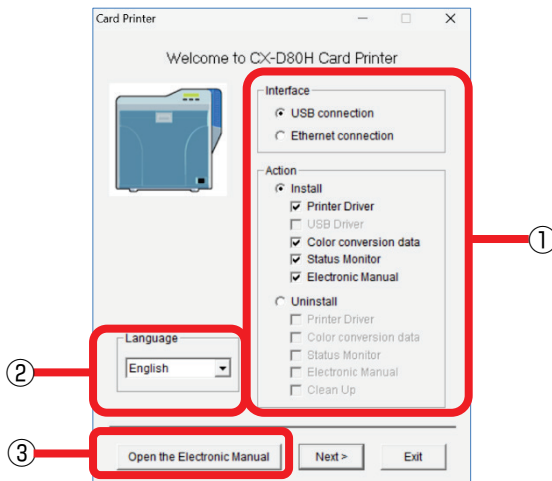 Card Printer
Welcome to CX-D80H Card Printer
Interface
USB connection
Ethernet connection
Action
Install
Printer Driver
USB Driver
Color conversion data
Status Monitor
Electronic Manual
Uninstall
Printer Driver
Color conversion data
Status Monitor
Electronic Manual
Clean Up
①
Language
English
②
③
Open the Electronic Manual
Next >
Exit